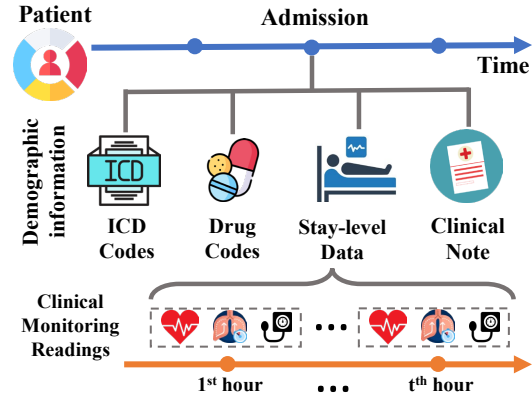 Patient
Admission
Time
Demographic
information
ICD
ICD
Codes
Drug
Codes
Stay-level
Data
Clinical
Note
Clinical
Monitoring
Readings
...
1st hour
...
tth hour